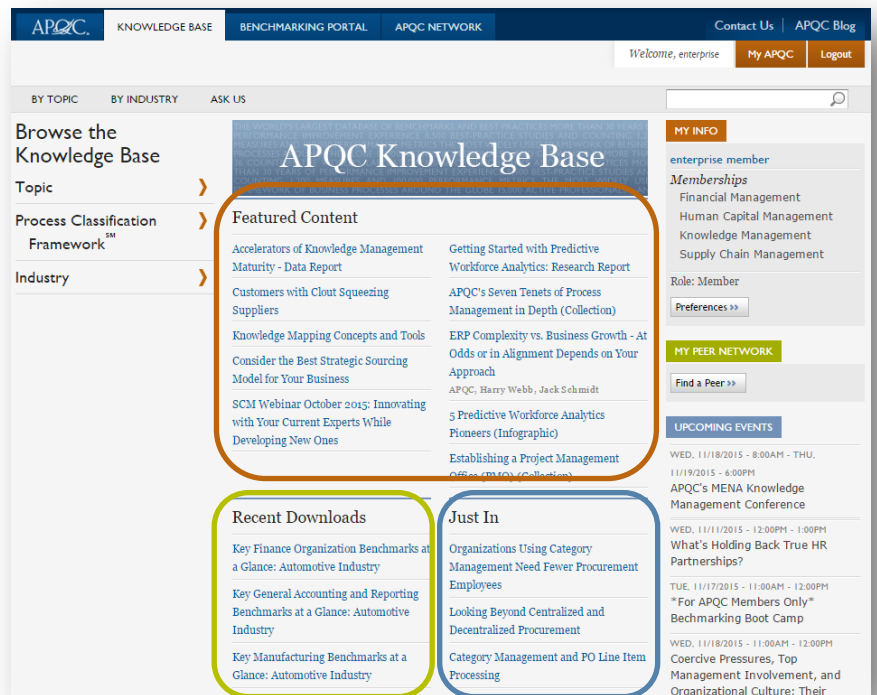 APQC.
KNOWLEDGE BASE
BENCHMARKING PORTAL
APQC NETWORK
Contact Us | APQC Blog
Welcome, enterprise
My APQC
Logout
BY TOPIC
BY INDUSTRY
ASK US
Browse the
Knowledge Base
Topic
Process Classification
Framework℠
Industry
APQC Knowledge Base
Featured Content
Accelerators of Knowledge Management
Maturity - Data Report
Customers with Clout Squeezing
Suppliers
Knowledge Mapping Concepts and Tools
Consider the Best Strategic Sourcing
Model for Your Business
SCM Webinar October 2015: Innovating
with Your Current Experts While
Developing New Ones
Getting Started with Predictive
Workforce Analytics: Research Report
APQC's Seven Tenets of Process
Management in Depth (Collection)
ERP Complexity vs. Business Growth - At
Odds or in Alignment Depends on Your
Approach
APQC, Harry Webb, Jack Schmidt
5 Predictive Workforce Analytics
Pioneers (Infographic)
Establishing a Project Management
Office (PMO) (Collection)
Recent Downloads
Key Finance Organization Benchmarks at
a Glance: Automotive Industry
Key General Accounting and Reporting
Benchmarks at a Glance: Automotive
Industry
Key Manufacturing Benchmarks at a
Glance: Automotive Industry
Just In
Organizations Using Category
Management Need Fewer Procurement
Employees
Looking Beyond Centralized and
Decentralized Procurement
Category Management and PO Line Item
Processing
MY INFO
enterprise member
Memberships
Financial Management
Human Capital Management
Knowledge Management
Supply Chain Management
Role: Member
Preferences »
MY PEER NETWORK
Find a Peer »
UPCOMING EVENTS
WED, 11/18/2015 - 8:00AM - THU,
11/19/2015 - 6:00PM
APQC's MENA Knowledge
Management Conference
WED, 11/11/2015 - 12:00PM - 1:00PM
What's Holding Back True HR
Partnerships?
TUE, 11/17/2015 - 11:00AM - 12:00PM
*For APQC Members Only*
Bechmarking Boot Camp
WED, 11/18/2015 - 11:00AM - 12:00PM
Coercive Pressures, Top
Management Involvement, and
Organizational Culture: Their